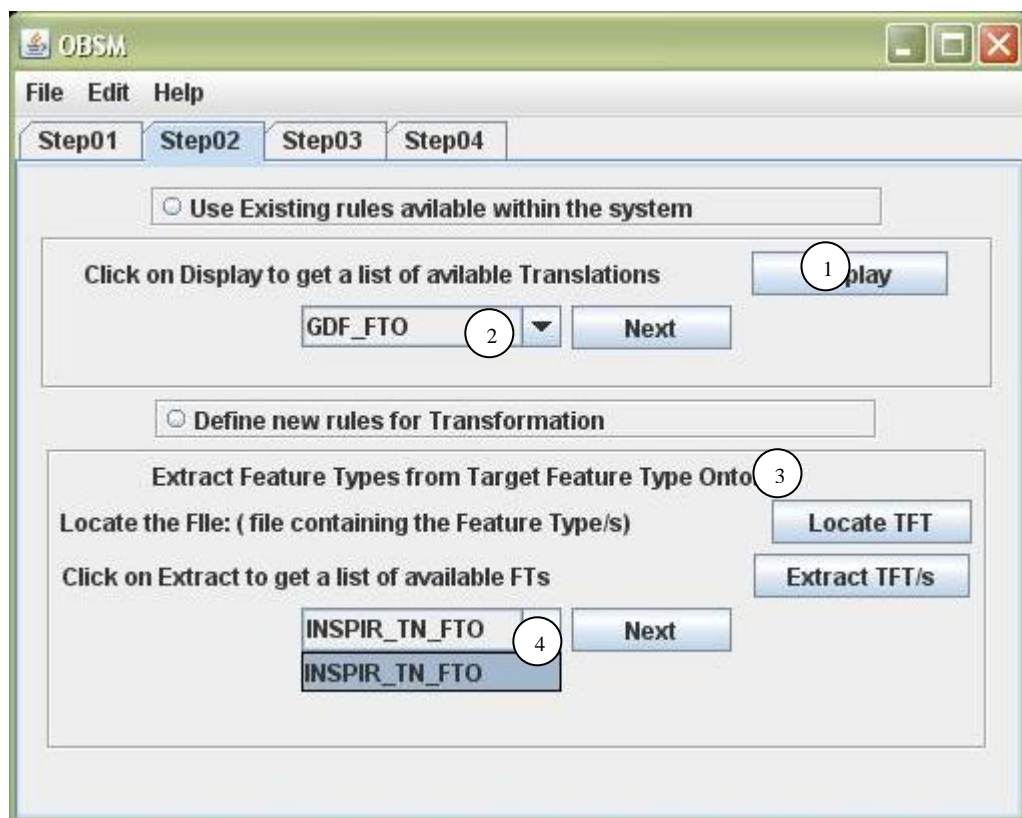 OBSM
File Edit Help
Step01 Step02 Step03 Step04
Use Existing rules avilable within the system
Click on Display to get a list of avilable Translations 1 play
GDF_FTO 2 Next
Define new rules for Transformation
Extract Feature Types from Target Feature Type Onto 3
Locate the FIle: ( file containing the Feature Type/s) Locate TFT
Click on Extract to get a list of available FTs Extract TFT/s
INSPIR_TN_FTO 4 Next
INSPIR_TN_FTO